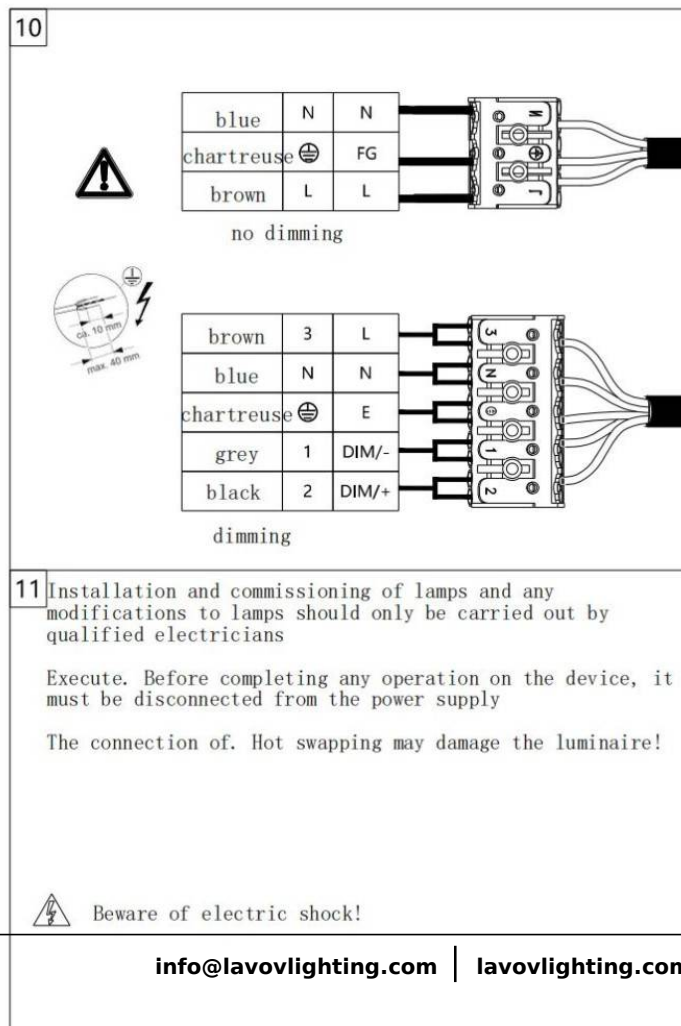 10
blue N N
chartreuse FG
brown L L
N
L
no dimming
ca. 10 mm
max. 40 mm
brown 3 L
blue N N
chartreuse E
grey 1 DIM/-
black 2 DIM/+
3
N
1
2
dimming
11 Installation and commissioning of lamps and any
modifications to lamps should only be carried out by
qualified electricians
Execute. Before completing any operation on the device, it
must be disconnected from the power supply
The connection of. Hot swapping may damage the luminaire!
Beware of electric shock!
info@lavovlighting.com | lavovlighting.com